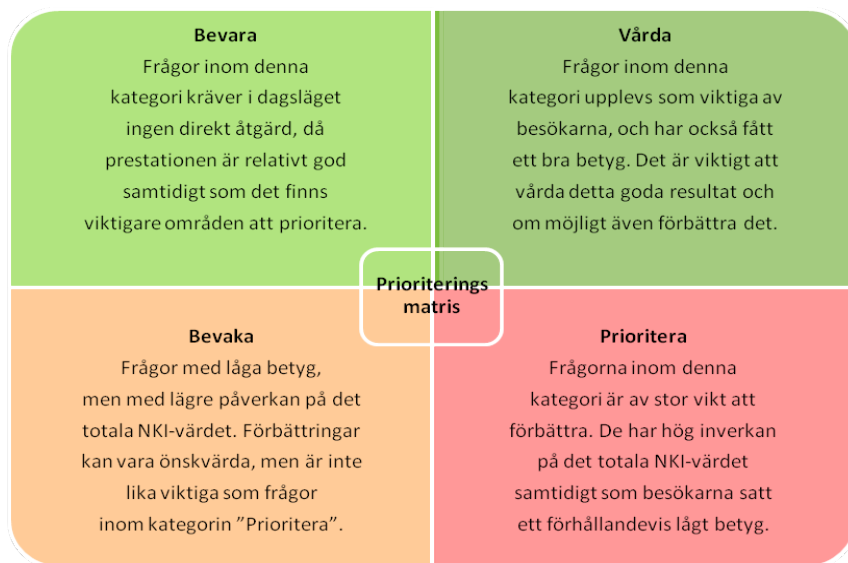 Bevara
Frågor inom denna
kategori kräver i dagsläget
ingen direkt åtgärd, då
prestationen är relativt god
samtidigt som det finns
viktigare områden att prioritera.
Vårda
Frågor inom denna
kategori upplevs som viktiga av
besökarna, och har också fått
ett bra betyg. Det är viktigt att
vårda detta goda resultat och
om möjligt även förbättra det.
Prioriterings
matris
Bevaka
Frågor med låga betyg,
men med lägre påverkan på det
totala NKI-värdet. Förbättringar
kan vara önskvärda, men är inte
lika viktiga som frågor
inom kategorin ”Prioritera”.
Prioritera
Frågorna inom denna
kategori är av stor vikt att
förbättra. De har hög inverkan
på det totala NKI-värdet
samtidigt som besökarna satt
ett förhållandevis lågt betyg.